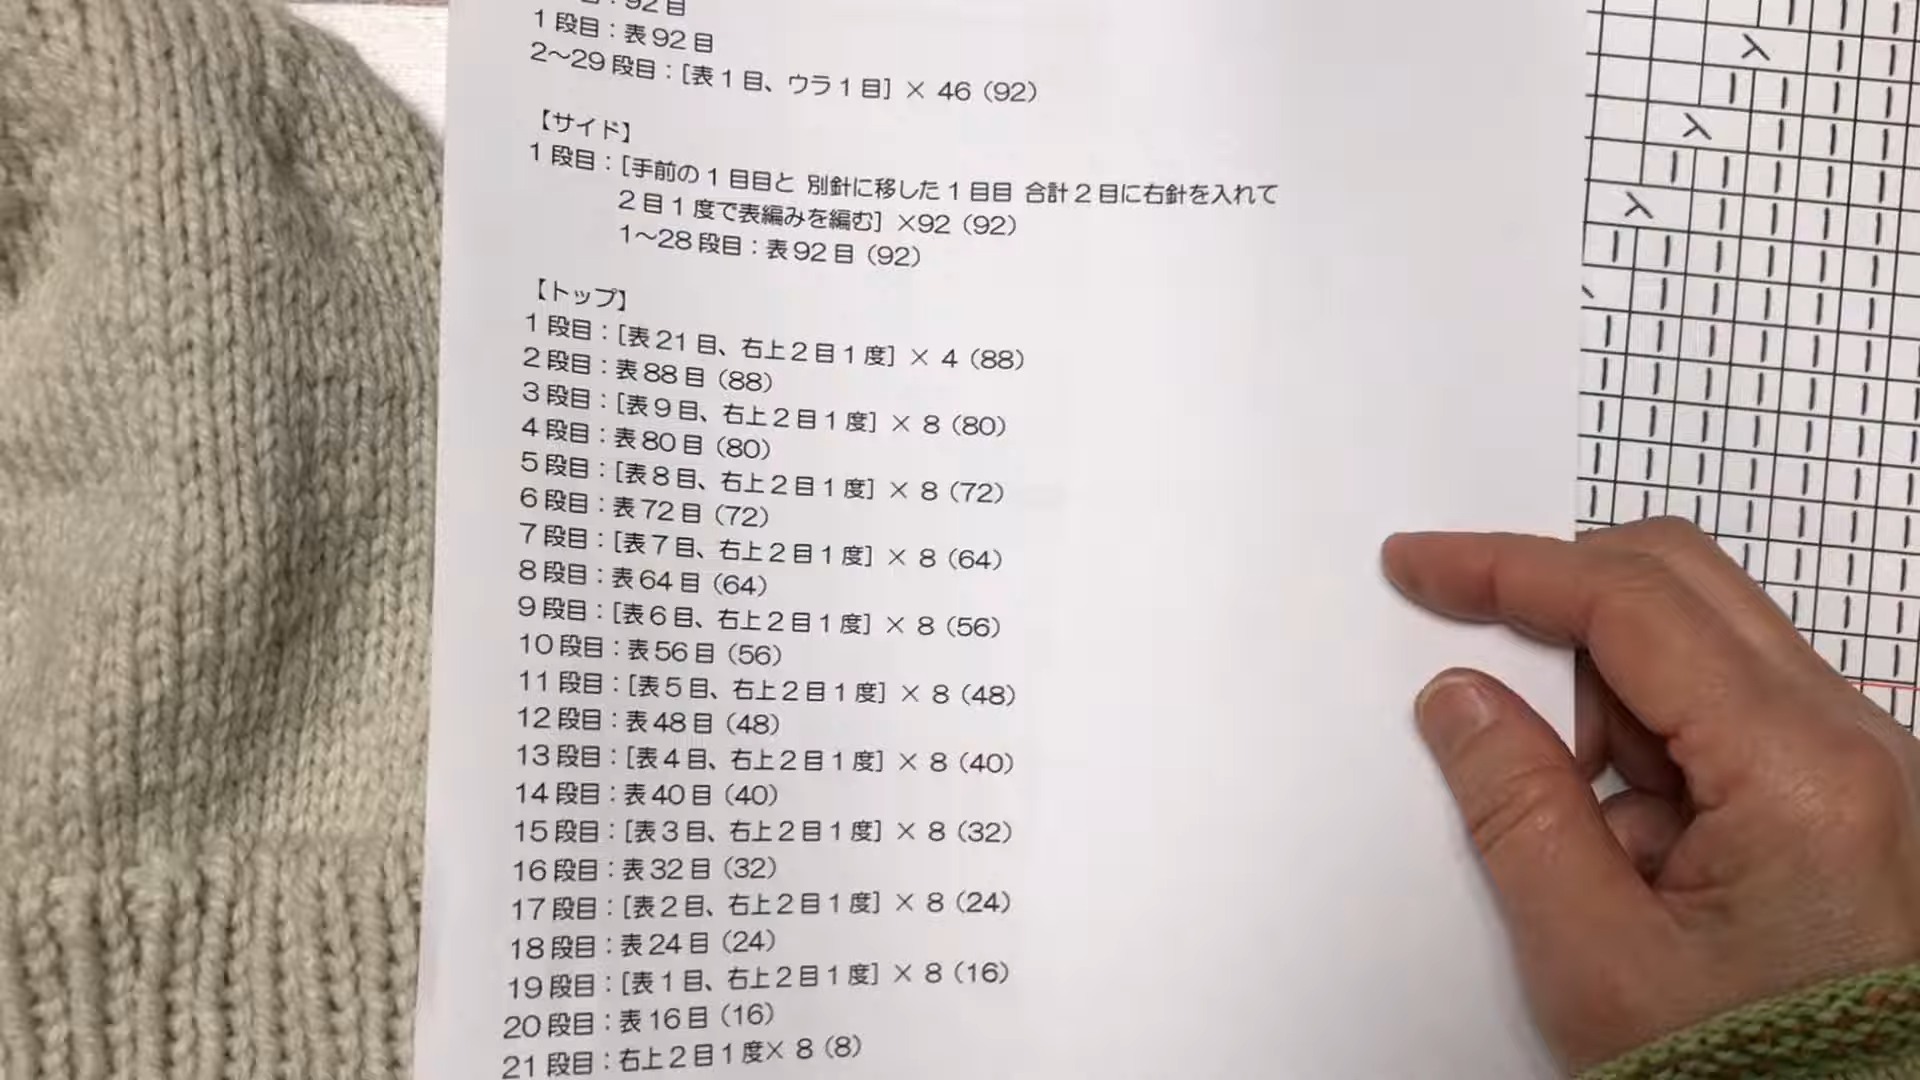 目：92目
1段目：表92目
2～29段目：[表1目、ウラ1目] × 46（92）
【サイド】
1段目：[手前の1目目と 別針に移した1目目 合計2目に右針を入れて
2目1度で表編みを編む] ×92（92）
1～28段目：表92目（92）
【トップ】
1段目：[表21目、右上2目1度] × 4（88）
2段目：表88目（88）
3段目：[表9目、右上2目1度] × 8（80）
4段目：表80目（80）
5段目：[表8目、右上2目1度] × 8（72）
6段目：表72目（72）
7段目：[表7目、右上2目1度] × 8（64）
8段目：表64目（64）
9段目：[表6目、右上2目1度] × 8（56）
10段目：表56目（56）
11段目：[表5目、右上2目1度] × 8（48）
12段目：表48目（48）
13段目：[表4目、右上2目1度] × 8（40）
14段目：表40目（40）
15段目：[表3目、右上2目1度] × 8（32）
16段目：表32目（32）
17段目：[表2目、右上2目1度] × 8（24）
18段目：表24目（24）
19段目：[表1目、右上2目1度] × 8（16）
20段目：表16目（16）
21段目：右上2目1度× 8（8）